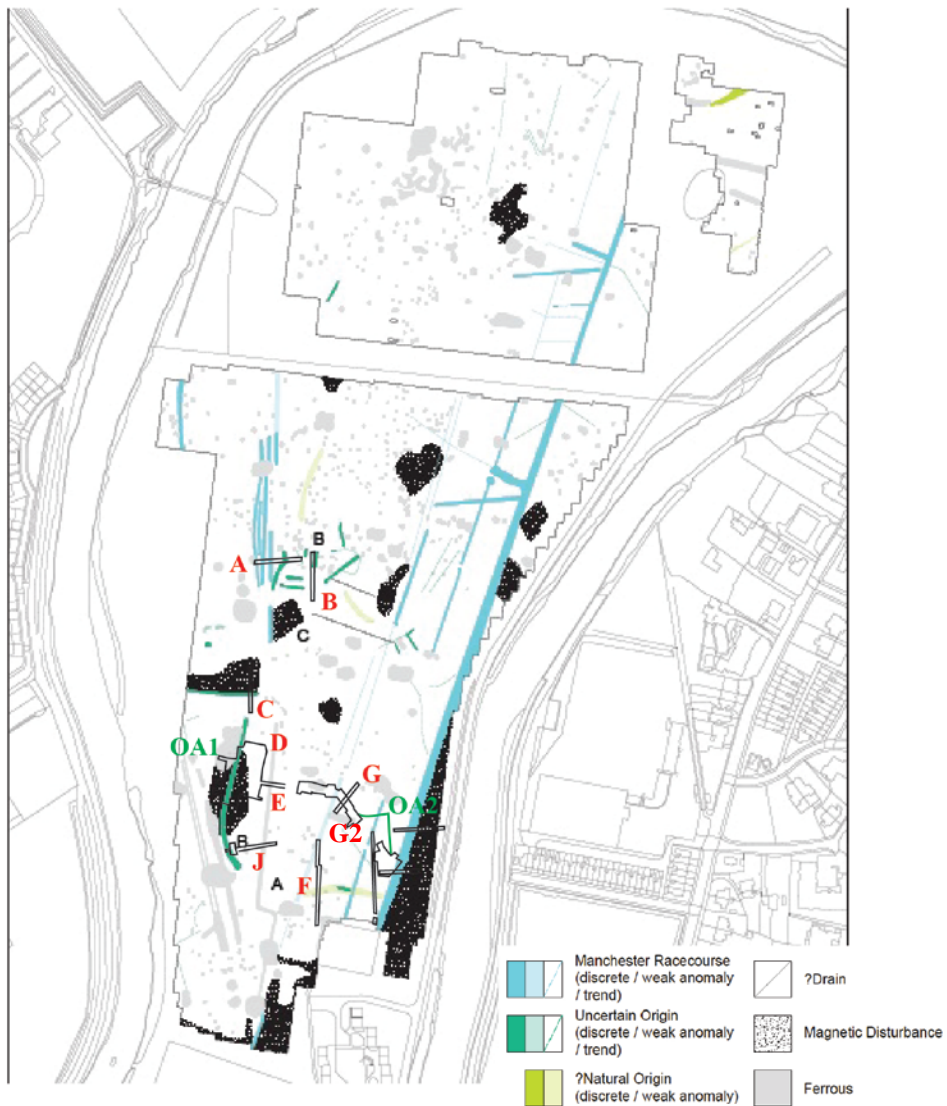 B
A
B
C
C
D
OA1
G
E
OA2
G2
B
J
A
F
Manchester Racecourse
(discrete / weak anomaly
/ trend)
?Drain
Uncertain Origin
(discrete / weak anomaly
/ trend)
Magnetic Disturbance
?Natural Origin
(discrete / weak anomaly)
Ferrous